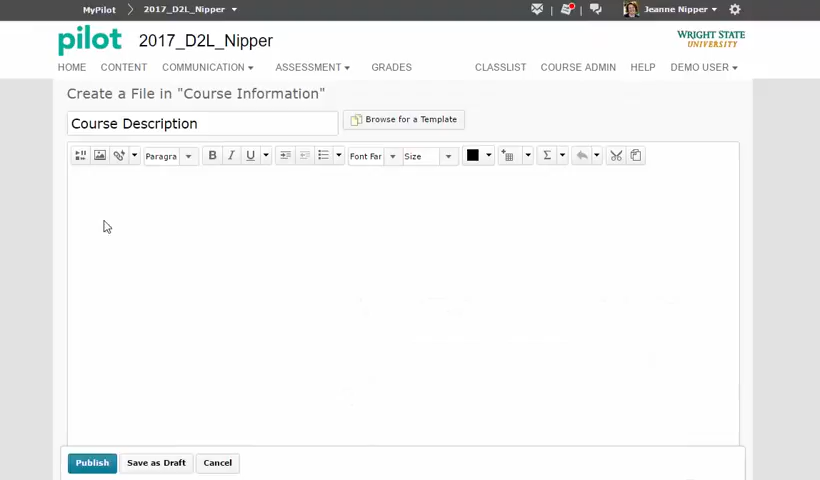 MyPilot 2017_D2L_Nipper Jeanne Nipper
pilot 2017_D2L_Nipper WRIGHT STATE
UNIVERSITY
HOME CONTENT COMMUNICATION ASSESSMENT GRADES CLASSLIST COURSE ADMIN HELP DEMO USER
Create a File in "Course Information"
Course Description Browse for a Template
Paragra B I U Font Far Size Σ
Publish Save as Draft Cancel